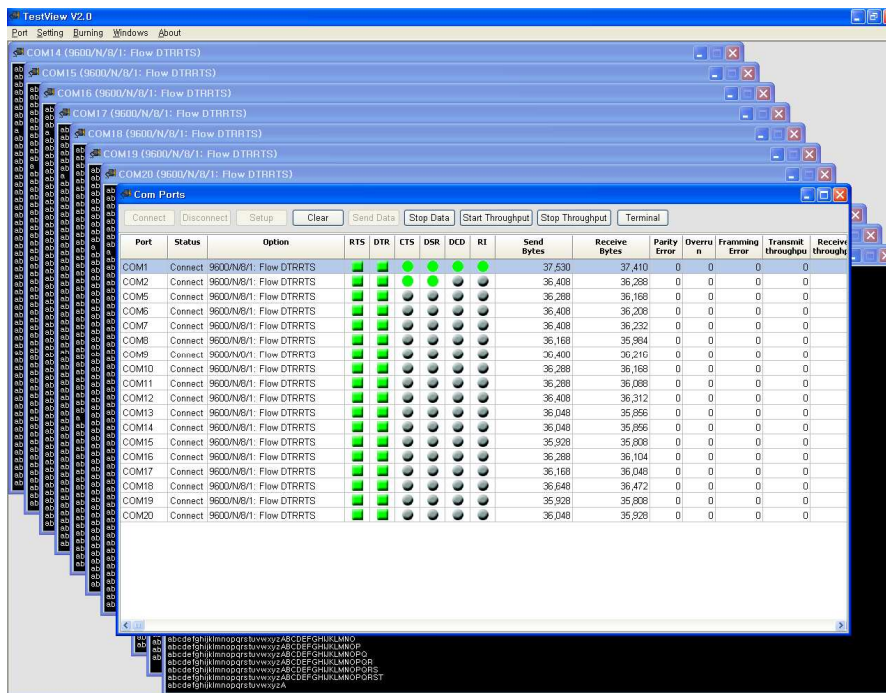 TestView V2.0
Port Setting Burning Windows About
COM14 (9600/N/8/1: Flow DTRRTS)
COM15 (9600/N/8/1: Flow DTRRTS)
COM16 (9600/N/8/1: Flow DTRRTS)
COM17 (9600/N/8/1: Flow DTRRTS)
COM18 (9600/N/8/1: Flow DTRRTS)
COM19 (9600/N/8/1: Flow DTRRTS)
COM20 (9600/N/8/1: Flow DTRRTS)
Com Ports
Connect Disconnect Setup Clear Send Data Stop Data Start Throughput Stop Throughput Terminal
Port Status Option RTS DTR CTS DSR DCD RI Send Bytes Receive Bytes Parity Error Overru n Framming Error Transmit throughpu Receive throughp
COM1 Connect 9600/N/8/1: Flow DTRRTS 37,530 37,410 0 0 0 0
COM2 Connect 9600/N/8/1: Flow DTRRTS 36,408 36,288 0 0 0 0
COM5 Connect 9600/N/8/1: Flow DTRRTS 36,288 36,168 0 0 0 0
COM6 Connect 9600/N/8/1: Flow DTRRTS 36,408 36,208 0 0 0 0
COM7 Connect 9600/N/8/1: Flow DTRRTS 36,408 36,232 0 0 0 0
COM8 Connect 9600/N/8/1: Flow DTRRTS 36,168 35,984 0 0 0 0
COM9 Connect 9600/N/8/1: Flow DTRRTS 36,216 0 0 0 0
COM10 Connect 9600/N/8/1: Flow DTRRTS 36,288 36,168 0 0 0 0
COM11 Connect 9600/N/8/1: Flow DTRRTS 36,288 36,088 0 0 0 0
COM12 Connect 9600/N/8/1: Flow DTRRTS 36,408 36,312 0 0 0 0
COM13 Connect 9600/N/8/1: Flow DTRRTS 36,048 35,856 0 0 0 0
COM14 Connect 9600/N/8/1: Flow DTRRTS 36,048 35,856 0 0 0 0
COM15 Connect 9600/N/8/1: Flow DTRRTS 35,928 35,808 0 0 0 0
COM16 Connect 9600/N/8/1: Flow DTRRTS 36,288 36,104 0 0 0 0
COM17 Connect 9600/N/8/1: Flow DTRRTS 36,168 36,048 0 0 0 0
COM18 Connect 9600/N/8/1: Flow DTRRTS 36,648 36,472 0 0 0 0
COM19 Connect 9600/N/8/1: Flow DTRRTS 35,928 35,808 0 0 0 0
COM20 Connect 9600/N/8/1: Flow DTRRTS 36,048 35,928 0 0 0 0
abcdefghijklmnopqrstuvwxyzABCDEFGHIJKLMNO
abcdefghijklmnopqrstuvwxyzABCDEFGHIJKLMNOP
abcdefghijklmnopqrstuvwxyzABCDEFGHIJKLMNOPQ
abcdefghijklmnopqrstuvwxyzABCDEFGHIJKLMNOPQR
abcdefghijklmnopqrstuvwxyzABCDEFGHIJKLMNOPQRS
abcdefghijklmnopqrstuvwxyzABCDEFGHIJKLMNOPQRST
abcdefghijklmnopqrstuvwxyzA